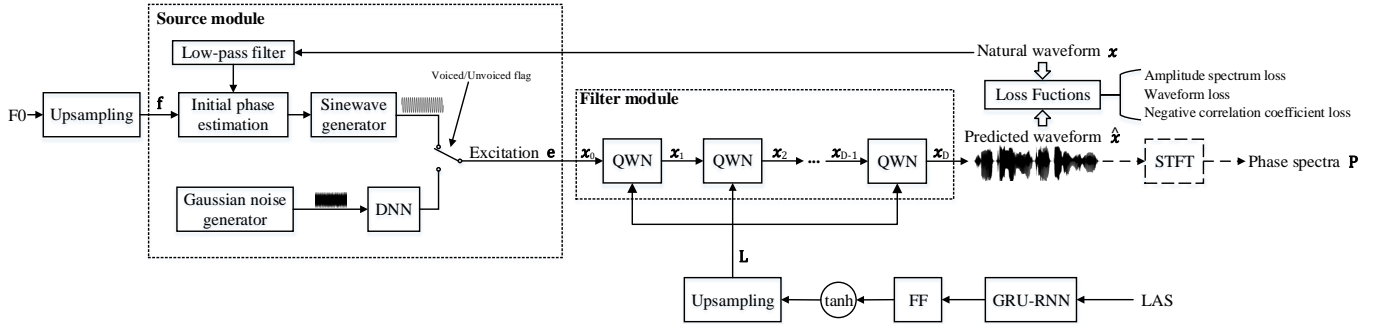 Source module
Low-pass filter
Natural waveform x
Voiced/Unvoiced flag
Amplitude spectrum loss
Loss Fuctions
Waveform loss
Negative correlation coefficient loss
F0
Upsampling
f
Initial phase
estimation
Sinewave
generator
Filter module
Predicted waveform x̂
Excitation e
x₀
QWN
x₁
QWN
x₂
...
x_{D-1}
QWN
x_D
STFT
Phase spectra P
Gaussian noise
generator
DNN
L
Upsampling
tanh
FF
GRU-RNN
LAS